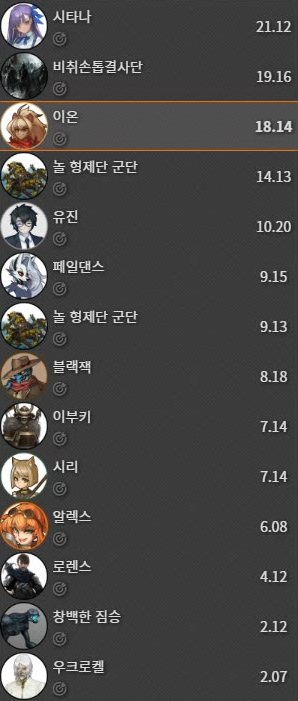 시타나
21.12
비취손톱결사단
19.16
이온
18.14
놀 형제단 군단
14.13
유진
10.20
페일댄스
9.15
놀 형제단 군단
9.13
블랙잭
8.18
이부키
7.14
시리
7.14
알렉스
6.08
로렌스
4.12
창백한 짐승
2.12
우크로켈
2.07